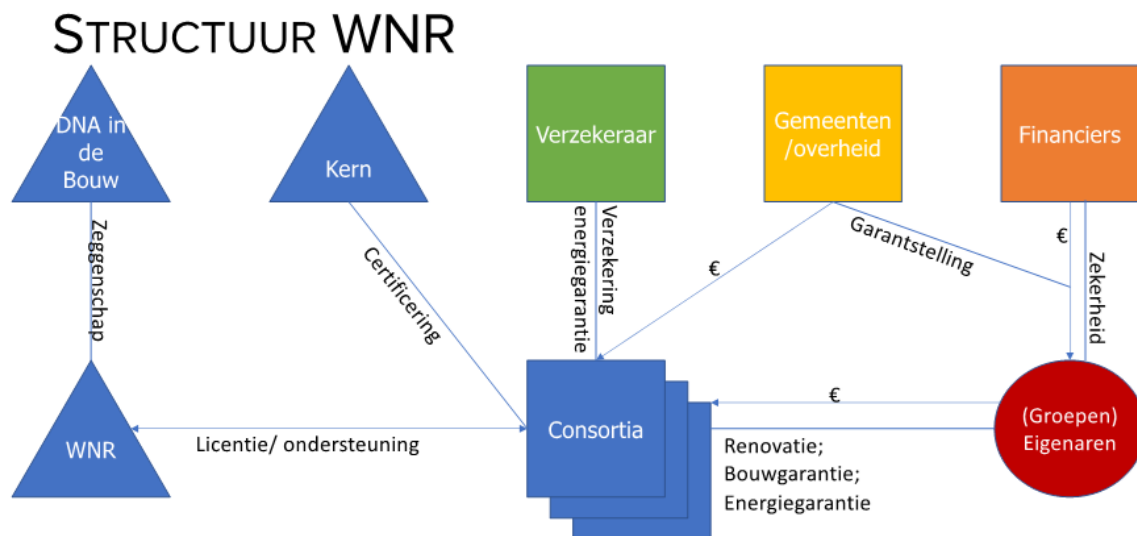 STRUCTUUR WNR
DNA in
de
Bouw
Kern
Verzekeraar
Gemeenten
/overheid
Financiers
Zeggenschap
Certificering
Verzekering
energiegarantie
€
Garantstelling
€
Zekerheid
WNR
Licentie/ ondersteuning
Consortia
€
Renovatie;
Bouwgarantie;
Energiegarantie
(Groepen)
Eigenaren